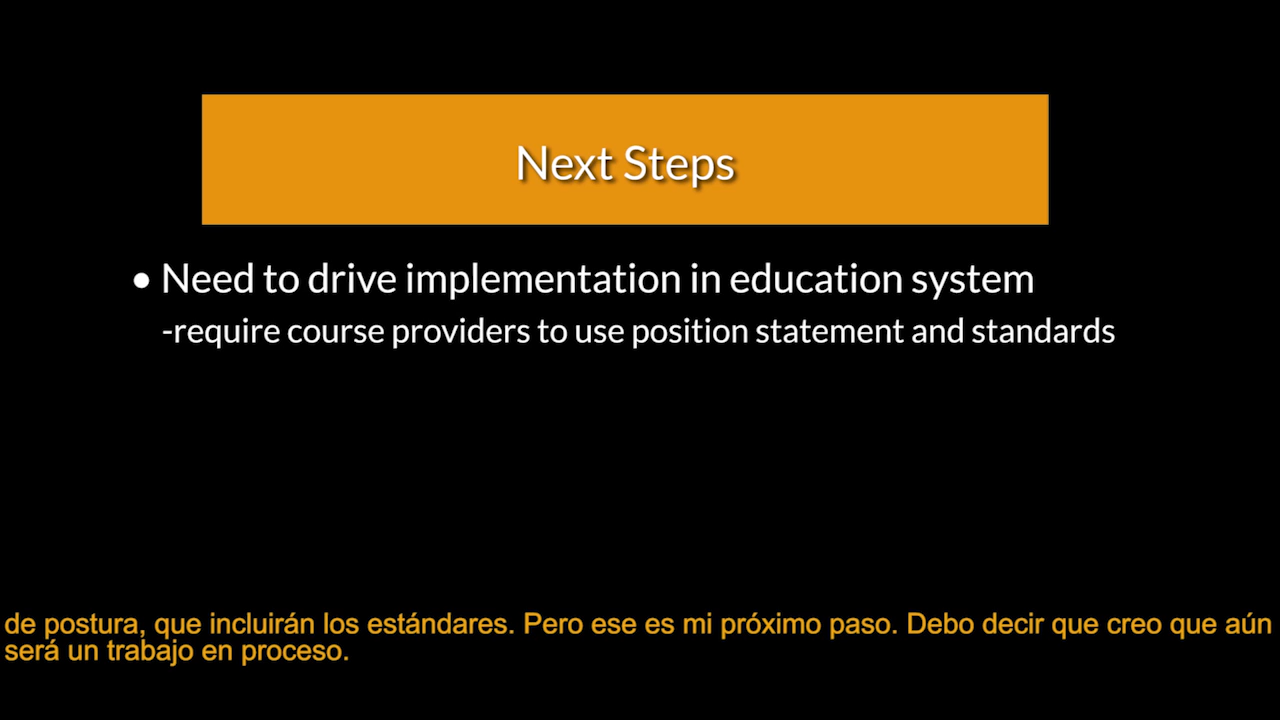 Next Steps
• Need to drive implementation in education system
-require course providers to use position statement and standards
de postura, que incluirán los estándares. Pero ese es mi próximo paso. Debo decir que creo que aún
será un trabajo en proceso.